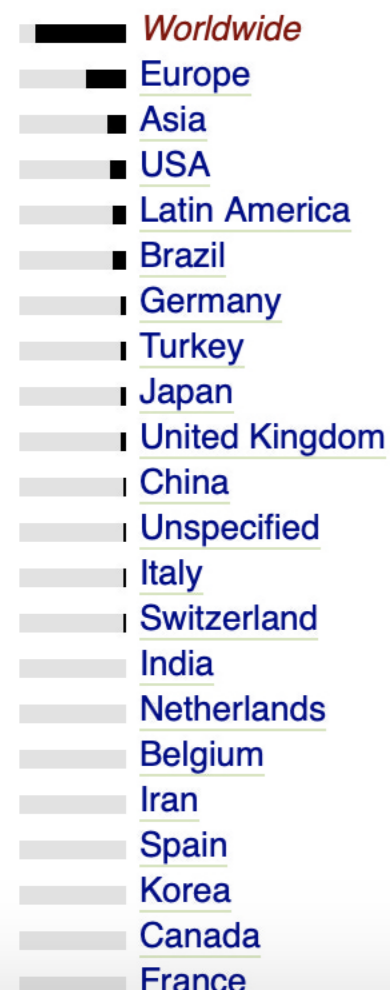 Worldwide
Europe
Asia
USA
Latin America
Brazil
Germany
Turkey
Japan
United Kingdom
China
Unspecified
Italy
Switzerland
India
Netherlands
Belgium
Iran
Spain
Korea
Canada
France